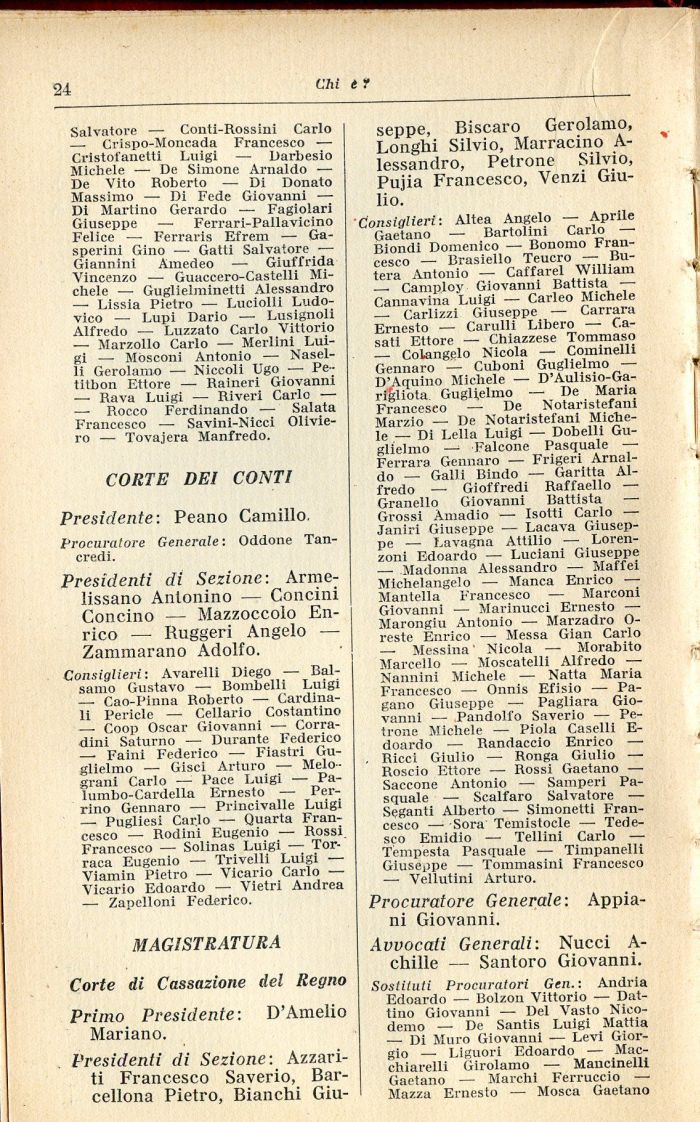 24
Chi è?
Salvatore — Conti-Rossini Carlo
— Crispo-Moncada Francesco —
Cristofanetti Luigi — Darbesio
Michele — De Simone Arnaldo —
De Vito Roberto — Di Donato
Massimo — Di Fede Giovanni —
Di Martino Gerardo — Fagiolari
Giuseppe — Ferrari-Pallavicino
Felice — Ferraris Efrem — Ga-
sperini Gino — Gatti Salvatore —
Giannini Amedeo — Giuffrida
Vincenzo — Guaccero-Castelli Mi-
chele — Guglielminetti Alessandro
— Lissia Pietro — Luciolli Ludo-
vico — Lupi Dario — Lusignoli
Alfredo — Luzzato Carlo Vittorio
— Marzollo Carlo — Merlini Lui-
gi — Mosconi Antonio — Nasel-
li Gerolamo — Niccoli Ugo — Pe-
titbon Ettore — Raineri Giovanni
— Rava Luigi — Riveri Carlo —
— Rocco Ferdinando — Salata
Francesco — Savini-Nicci Olivie-
ro — Tovajera Manfredo.
CORTE DEI CONTI
Presidente: Peano Camillo.
Procuratore Generale: Oddone Tan-
credi.
Presidenti di Sezione: Arme-
lissano Antonino — Concini
Concino — Mazzoccolo En-
rico — Ruggeri Angelo —
Zammarano Adolfo.
Consiglieri: Avarelli Diego — Bal-
samo Gustavo — Bombelli Luigi
— Cao-Pinna Roberto — Cardina-
li Pericle — Cellario Costantino
— Coop Oscar Giovanni — Corra-
dini Saturno — Durante Federico
— Faini Federico — Fiastri Gu-
glielmo — Gisci Arturo — Melo-
grani Carlo — Pace Luigi — Pa-
lumbo-Cardella Ernesto — Per-
rino Gennaro — Princivalle Luigi
— Pugliesi Carlo — Quarta Fran-
cesco — Rodini Eugenio — Rossi
Francesco — Solinas Luigi — Tor-
raca Eugenio — Trivelli Luigi —
Viamin Pietro — Vicario Carlo —
Vicario Edoardo — Vietri Andrea
— Zapelloni Federico.
MAGISTRATURA
Corte di Cassazione del Regno
Primo Presidente: D'Amelio
Mariano.
Presidenti di Sezione: Azzari-
ti Francesco Saverio, Bar-
cellona Pietro, Bianchi Giu-
seppe, Biscaro Gerolamo,
Longhi Silvio, Marracino A-
lessandro, Petrone Silvio,
Pujia Francesco, Venzi Giu-
lio.
Consiglieri: Altea Angelo — Aprile
Gaetano — Bartolini Carlo —
Biondi Domenico — Bonomo Fran-
cesco — Brasiello Teucro — Bu-
tera Antonio — Caffarel William
— Camploy Giovanni Battista —
Cannavina Luigi — Carleo Michele
— Carlizzi Giuseppe — Carrara
Ernesto — Carulli Libero — Ca-
sati Ettore — Chiazzese Tommaso
— Colangelo Nicola — Cominelli
Gennaro — Cuboni Guglielmo —
D'Aquino Michele — D'Aulisio-Ga-
rigliota Guglielmo — De Maria
Francesco — De Notaristefani
Marzio — De Notaristefani Miche-
le — Di Lella Luigi — Dobelli Gu-
glielmo — Falcone Pasquale —
Ferrara Gennaro — Frigeri Arnal-
do — Galli Bindo — Garitta Al-
fredo — Gioffredi Raffaello —
Granello Giovanni Battista —
Grossi Amadio — Isotti Carlo —
Janiri Giuseppe — Lacava Giusep-
pe — Lavagna Attilio — Loren-
zoni Edoardo — Luciani Giuseppe
— Madonna Alessandro — Maffei
Michelangelo — Manca Enrico —
Mantella Francesco — Marconi
Giovanni — Marinucci Ernesto —
Marongiu Antonio — Marzadro O-
reste Enrico — Messa Gian Carlo
— Messina Nicola — Morabito
Marcello — Moscatelli Alfredo —
Nannini Michele — Natta Maria
Francesco — Onnis Efisio — Pa-
gano Giuseppe — Pagliara Gio-
vanni — Pandolfo Saverio — Pe-
trone Michele — Piola Caselli E-
doardo — Randaccio Enrico —
Ricci Giulio — Ronga Giulio —
Roscio Ettore — Rossi Gaetano —
Saccone Antonio — Samperi Pa-
squale — Scalfaro Salvatore —
Seganti Alberto — Simonetti Fran-
cesco — Sora Temistocle — Tede-
sco Emidio — Tellini Carlo —
Tempesta Pasquale — Timpanelli
Giuseppe — Tommasini Francesco
— Vellutini Arturo.
Procuratore Generale: Appia-
ni Giovanni.
Avvocati Generali: Nucci A-
chille — Santoro Giovanni.
Sostituti Procuratori Gen.: Andria
Edoardo — Bolzon Vittorio — Dat-
tino Giovanni — Del Vasto Nico-
demo — De Santis Luigi Mattia
— Di Muro Giovanni — Levi Gior-
gio — Liguori Edoardo — Mac-
chiarelli Girolamo — Mancinelli
Gaetano — Marchi Ferruccio —
Mazza Ernesto — Mosca Gaetano